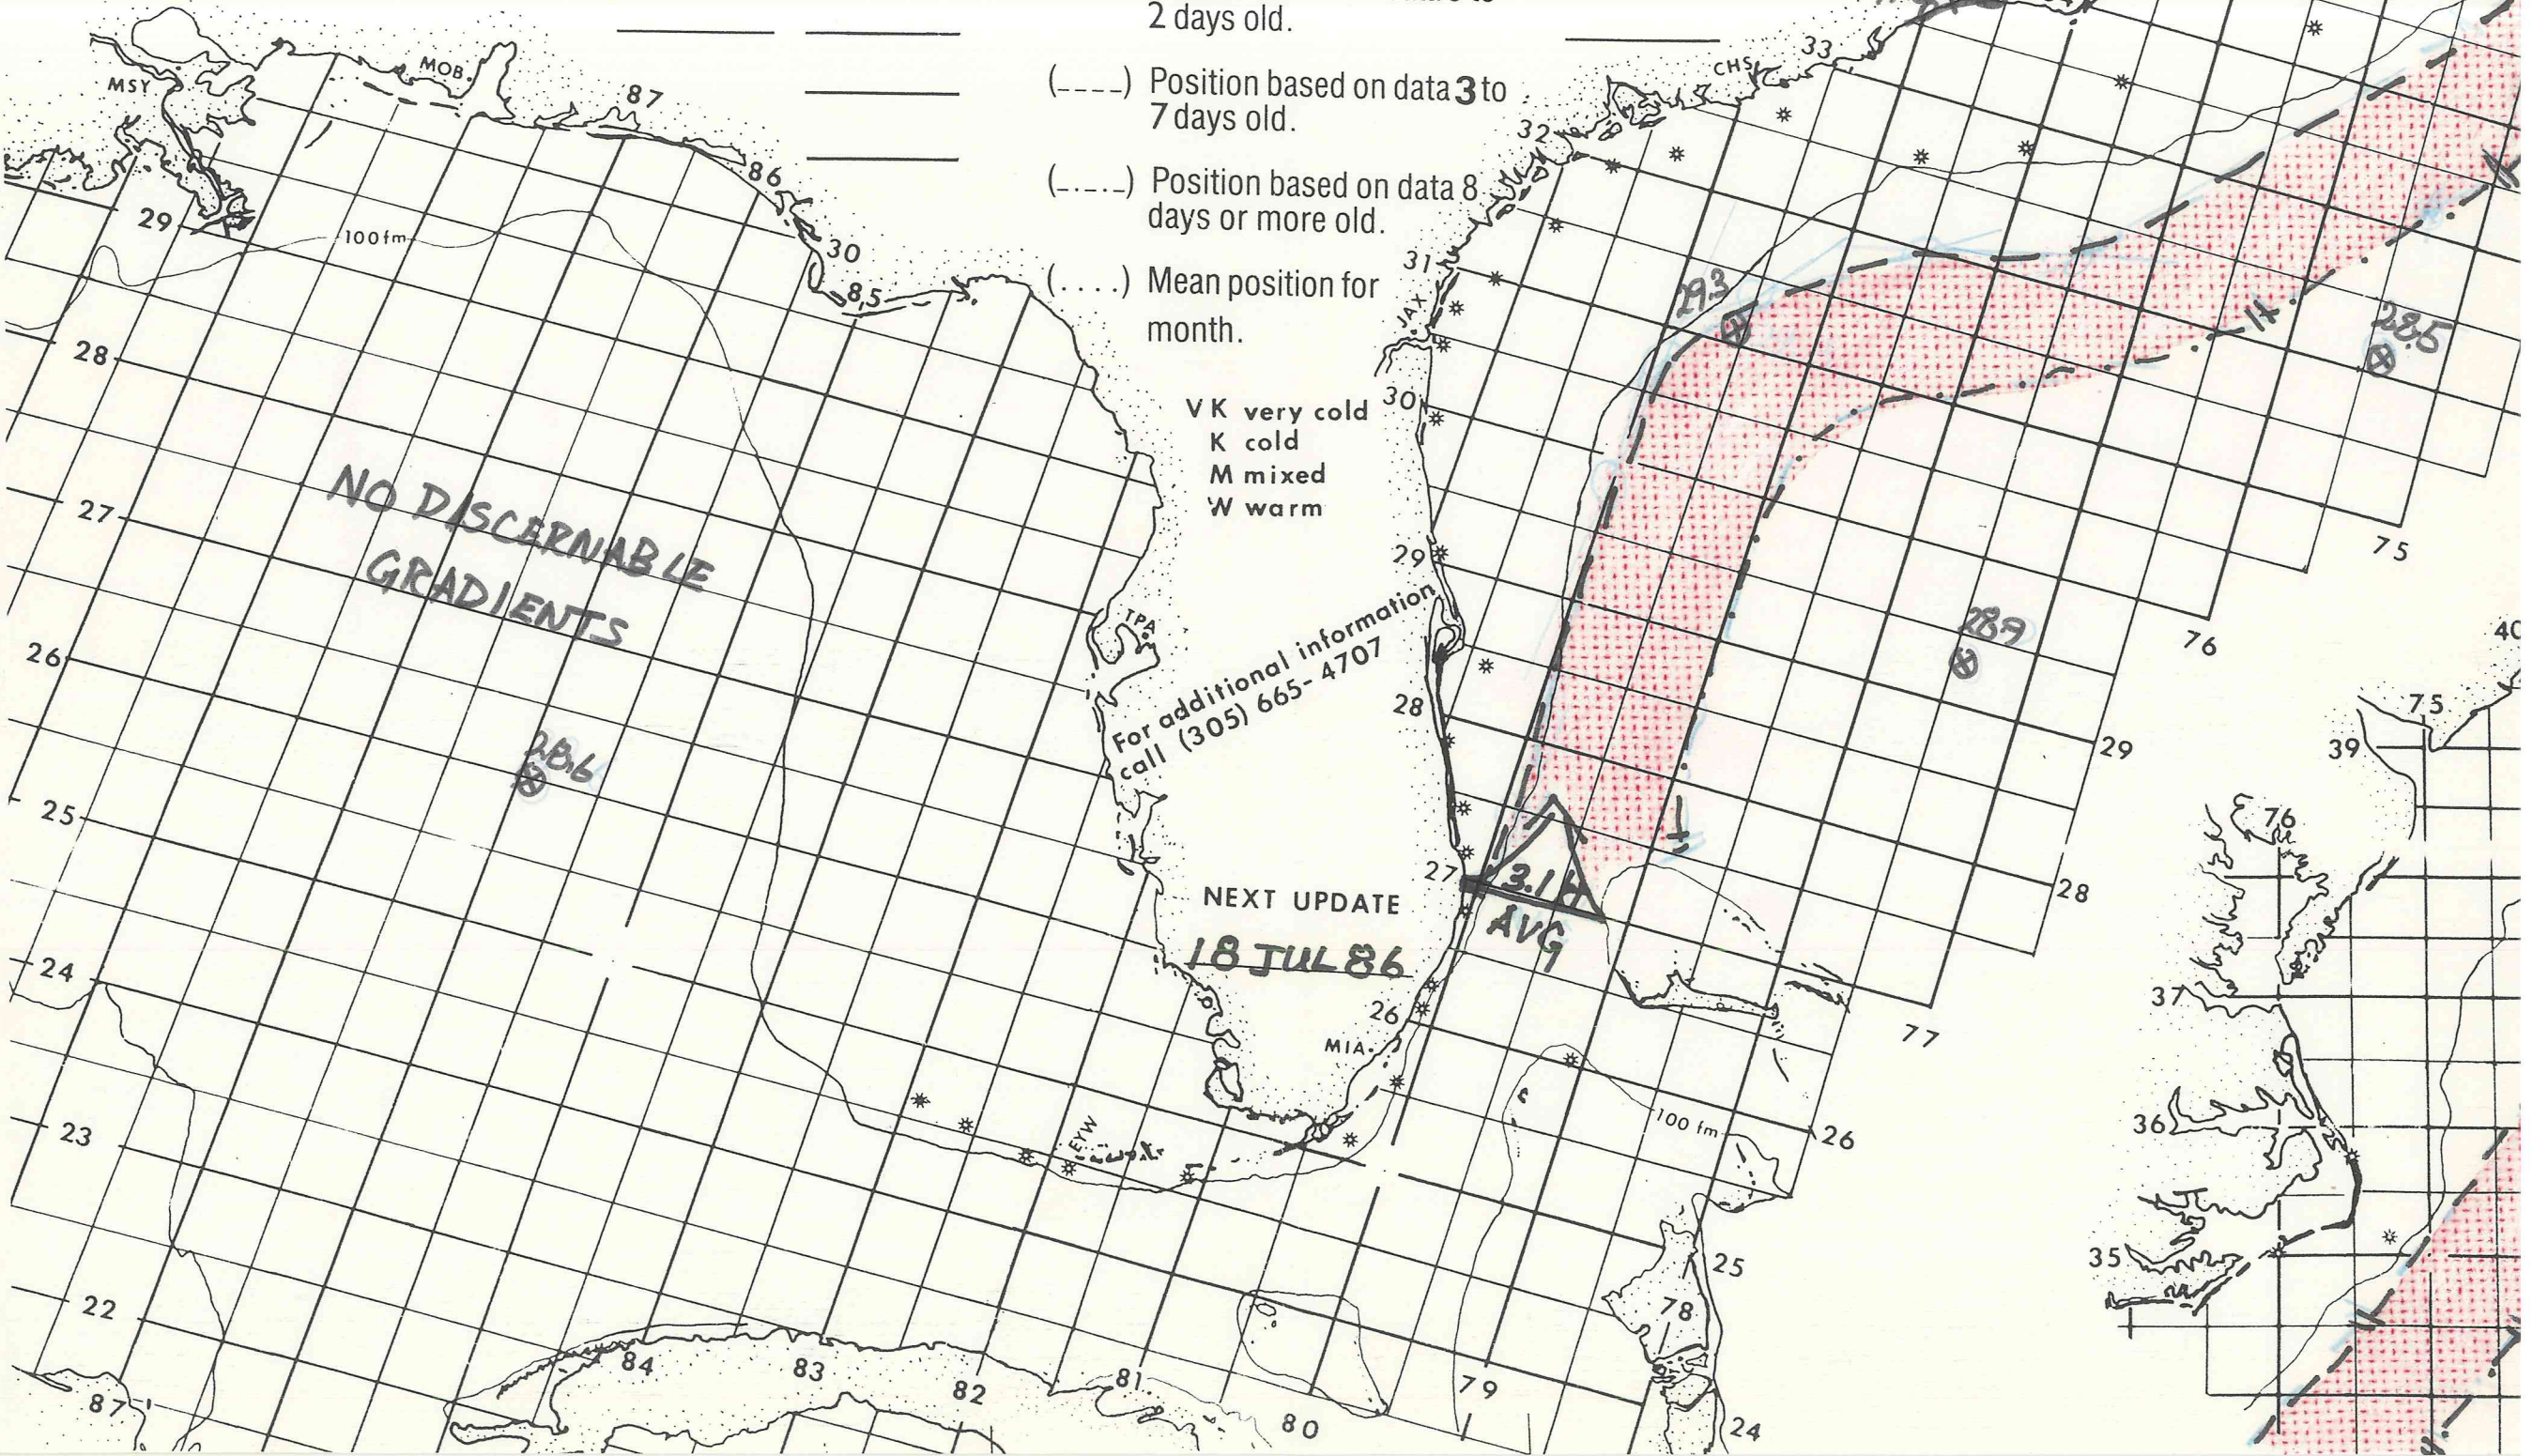 2 days old.
(----) Position based on data 3 to
7 days old.
(_._._) Position based on data 8
days or more old.
(....) Mean position for
month.
VK very cold
K cold
M mixed
W warm
MSY
MOB.
87
86
30
85
29
100fm
28
27
26
25
24
23
22
87
84
83
82
81
80
79
NO DISCERNABLE
GRADIENTS
28.6
TPA
For additional information
call (305) 665-4707
NEXT UPDATE
18 JUL 86
MIA.
EYW
CHS
33
32
31
JAX
30
29
28
27
26
29.3
28.5
28.9
3.1
AVG
75
76
29
28
77
26
100 fm
25
78
24
40
75
39
76
37
36
35